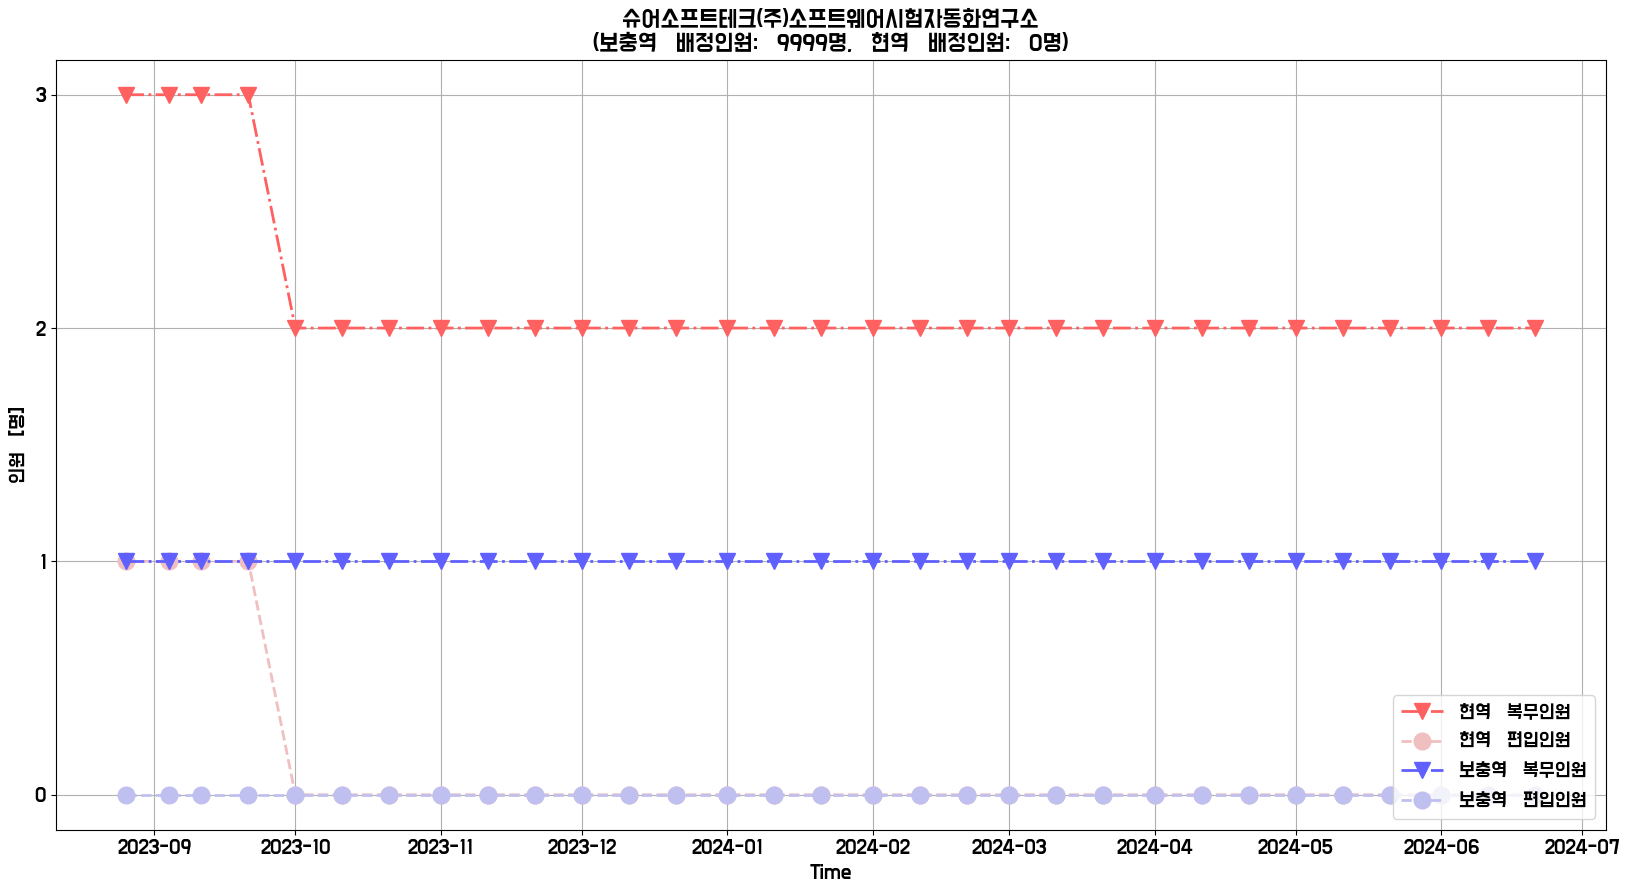 슈어소프트테크(주)소프트웨어시험자동화연구소
(보충역 배정인원: 9999명, 현역 배정인원: 0명)
인원 [명]
3
2
1
0
현역 복무인원
현역 편입인원
보충역 복무인원
보충역 편입인원
2023-09 2023-10 2023-11 2023-12 2024-01 2024-02 2024-03 2024-04 2024-05 2024-06 2024-07
Time